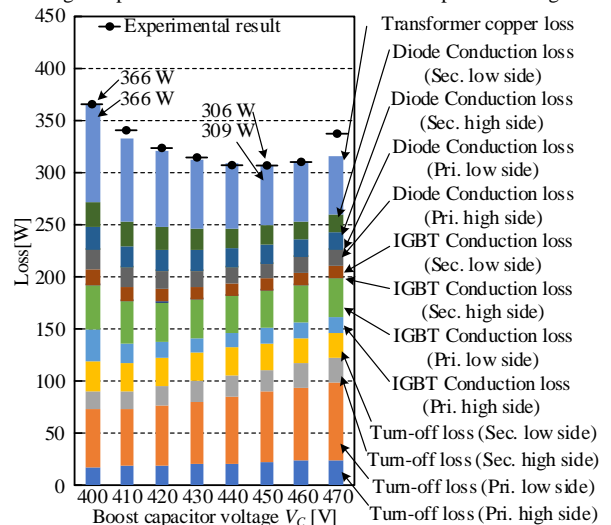 Loss[W]
450
400
350
300
250
200
150
100
50
0
Experimental result
366 W
366 W
306 W
309 W
400 410 420 430 440 450 460 470
Boost capacitor voltage VC [V]
Transformer copper loss
Diode Conduction loss
(Sec. low side)
Diode Conduction loss
(Sec. high side)
Diode Conduction loss
(Pri. low side)
Diode Conduction loss
(Pri. high side)
IGBT Conduction loss
(Sec. low side)
IGBT Conduction loss
(Sec. high side)
IGBT Conduction loss
(Pri. low side)
IGBT Conduction loss
(Pri. high side)
Turn-off loss (Sec. low side)
Turn-off loss (Sec. high side)
Turn-off loss (Pri. low side)
Turn-off loss (Pri. high side)